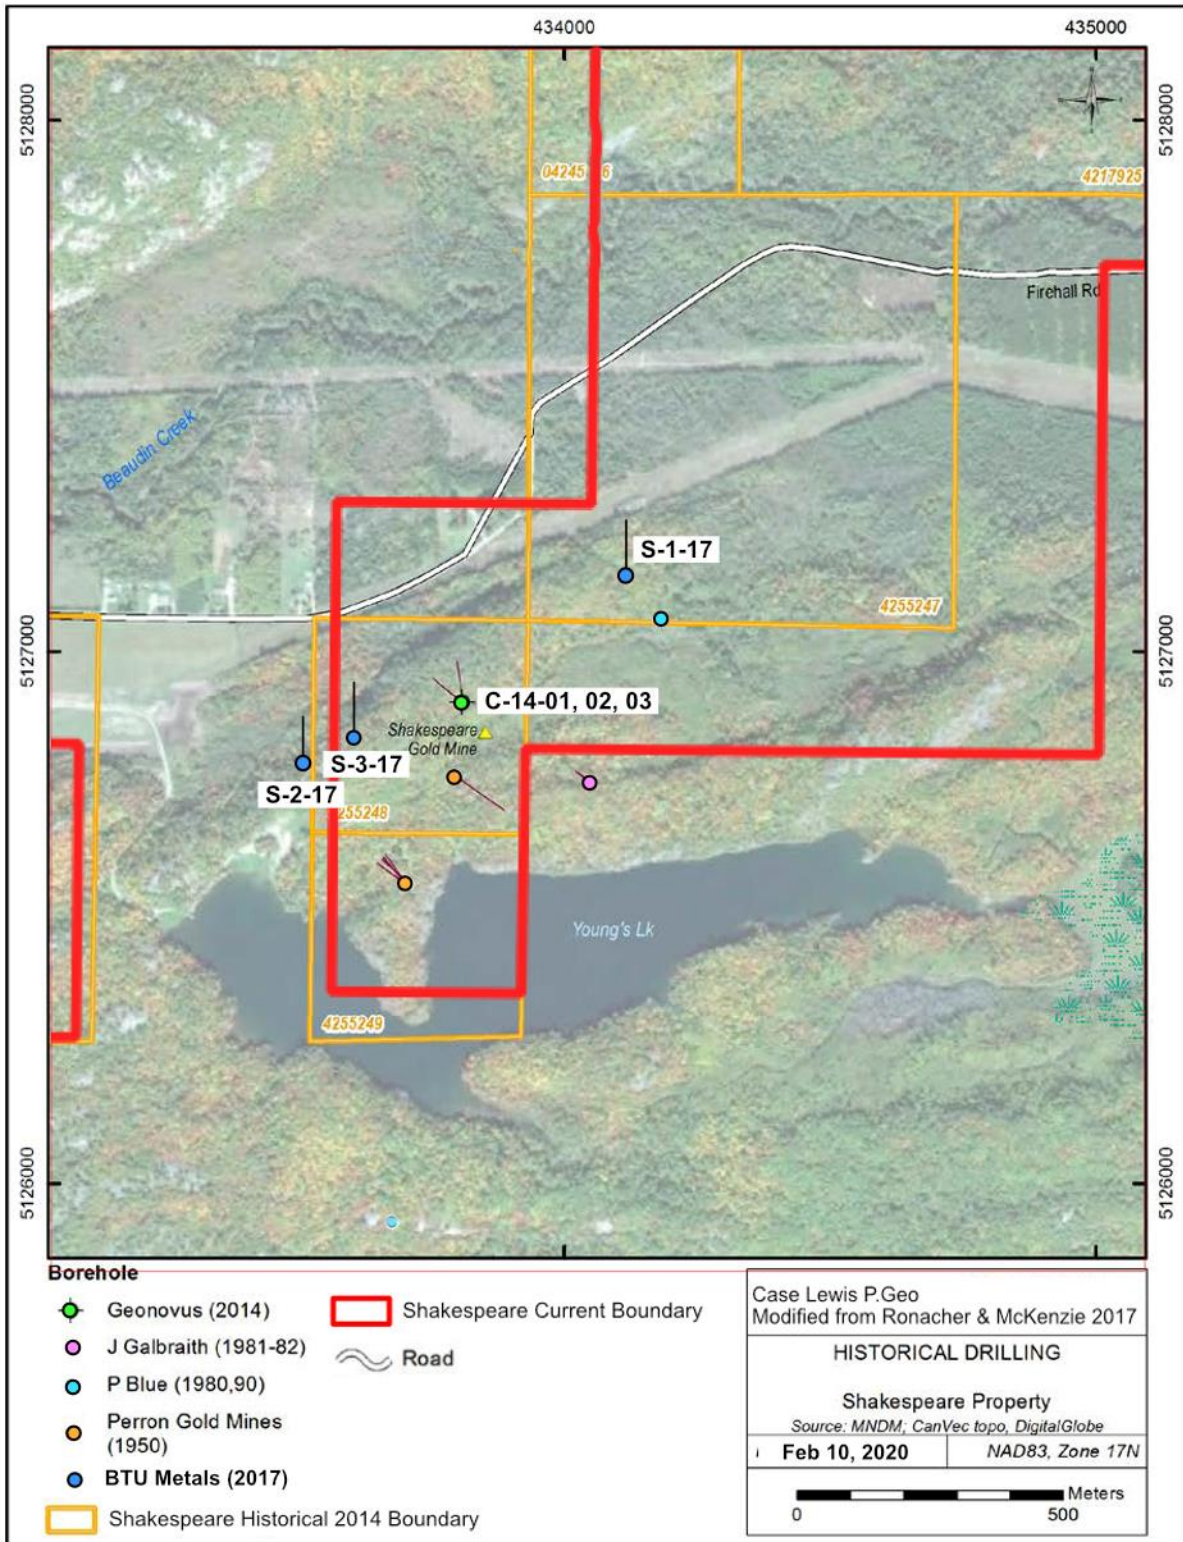 434000
435000
5128000
5128000
04245 6
4217925
Firehall Rd
Beaudin Creek
S-1-17
4255247
5127000
5127000
C-14-01, 02, 03
Shakespeare
Gold Mine
S-3-17
S-2-17
255248
Young's Lk
4255249
5126000
5126000
Borehole
Geonovus (2014)
J Galbraith (1981-82)
P Blue (1980,90)
Perron Gold Mines
(1950)
BTU Metals (2017)
Shakespeare Historical 2014 Boundary
Shakespeare Current Boundary
Road
Case Lewis P.Geo
Modified from Ronacher & McKenzie 2017
HISTORICAL DRILLING
Shakespeare Property
Source: MNDM; CanVec topo, DigitalGlobe
Feb 10, 2020
NAD83, Zone 17N
Meters
0 500